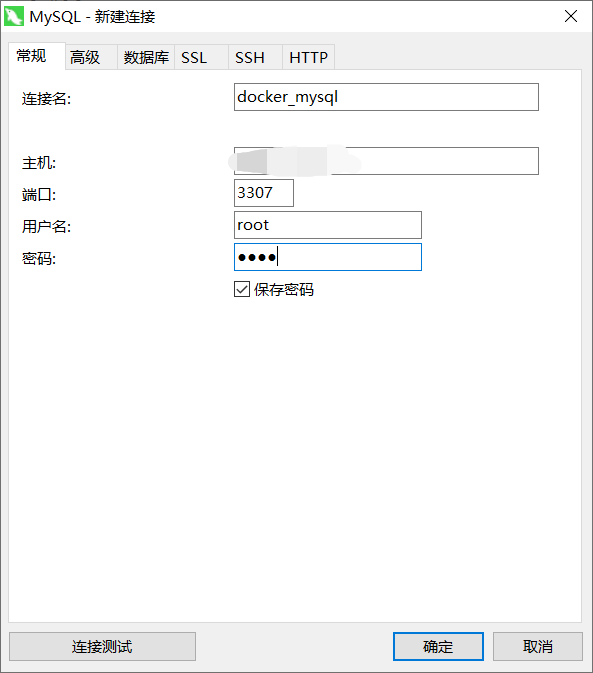 MySQL - 新建连接
常规 高级 数据库 SSL SSH HTTP
连接名: docker_mysql
主机:
端口: 3307
用户名: root
密码: ●●●●
保存密码
连接测试 确定 取消